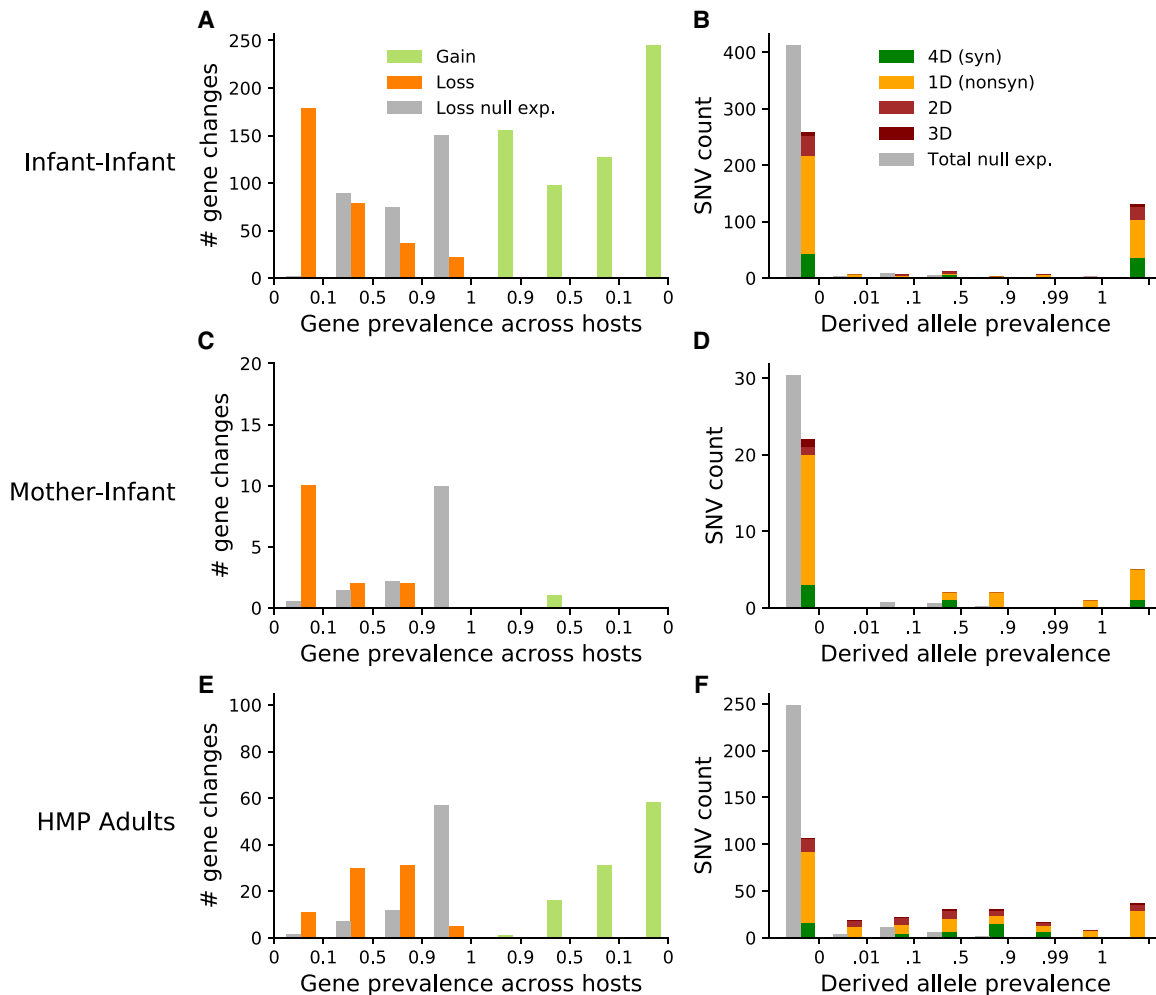 A
B
250
200
150
100
50
0
# gene changes
Gain
Loss
Loss null exp.
0
0.1
0.5
0.9
1
0.9
0.5
0.1
0
Gene prevalence across hosts
Infant-Infant
400
300
200
100
0
SNV count
4D (syn)
1D (nonsyn)
2D
3D
Total null exp.
0
.01
.1
.5
.9
.99
1
Derived allele prevalence
C
D
20
15
10
5
0
# gene changes
0
0.1
0.5
0.9
1
0.9
0.5
0.1
0
Gene prevalence across hosts
Mother-Infant
30
20
10
0
SNV count
0
.01
.1
.5
.9
.99
1
Derived allele prevalence
E
F
100
80
60
40
20
0
# gene changes
0
0.1
0.5
0.9
1
0.9
0.5
0.1
0
Gene prevalence across hosts
HMP Adults
250
200
150
100
50
0
SNV count
0
.01
.1
.5
.9
.99
1
Derived allele prevalence